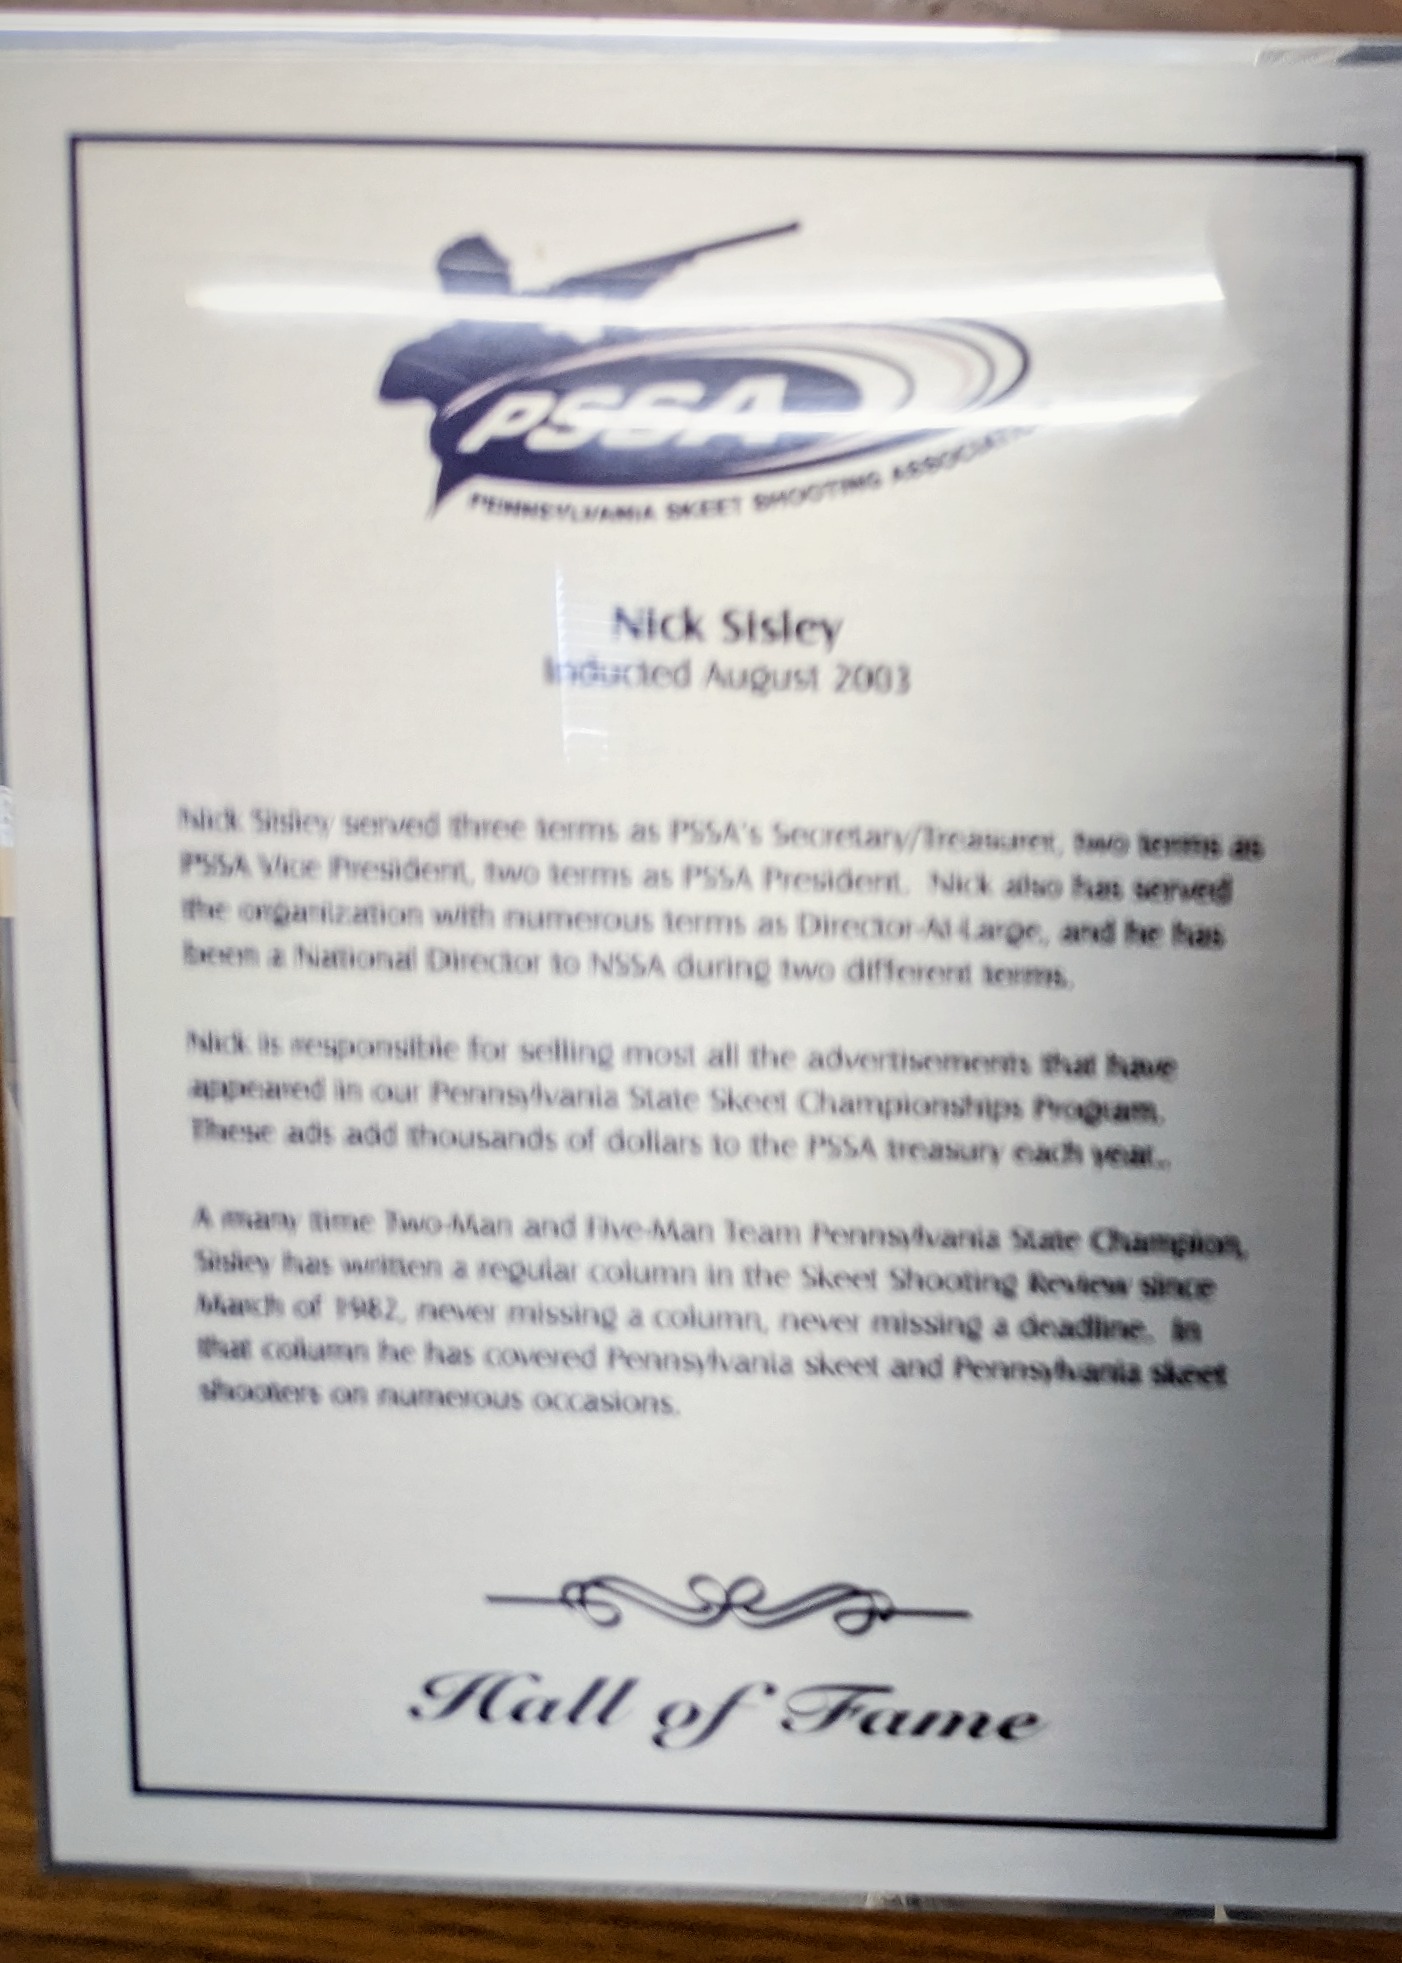 PSSA
PENNSYLVANIA SKEET SHOOTING ASSOCIATION
Nick Sisley
Inducted August 2003
Nick Sisley served three terms as PSSA's Secretary/Treasurer, two terms as
PSSA Vice President, two terms as PSSA President. Nick also has served
the organization with numerous terms as Director-At-Large, and he has
been a National Director to NSSA during two different terms.
Nick is responsible for selling most all the advertisements that have
appeared in our Pennsylvania State Skeet Championships Program.
These ads add thousands of dollars to the PSSA treasury each year..
A many time Two-Man and Five-Man Team Pennsylvania State Champion,
Sisley has written a regular column in the Skeet Shooting Review since
March of 1982, never missing a column, never missing a deadline. In
that column he has covered Pennsylvania skeet and Pennsylvania skeet
shooters on numerous occasions.
Hall of Fame